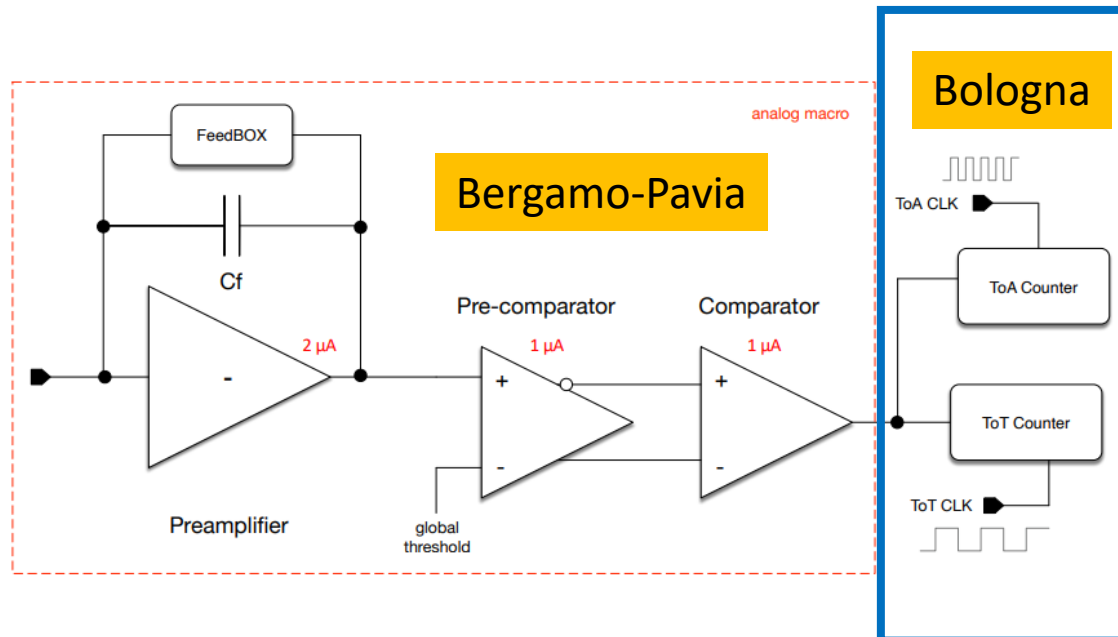 Bologna
analog macro
FeedBOX
Bergamo-Pavia
ToA CLK
Cf
ToA Counter
Pre-comparator
Comparator
2 µA
1 µA
1 µA
-
+
-
+
-
ToT Counter
ToT CLK
Preamplifier
global
threshold